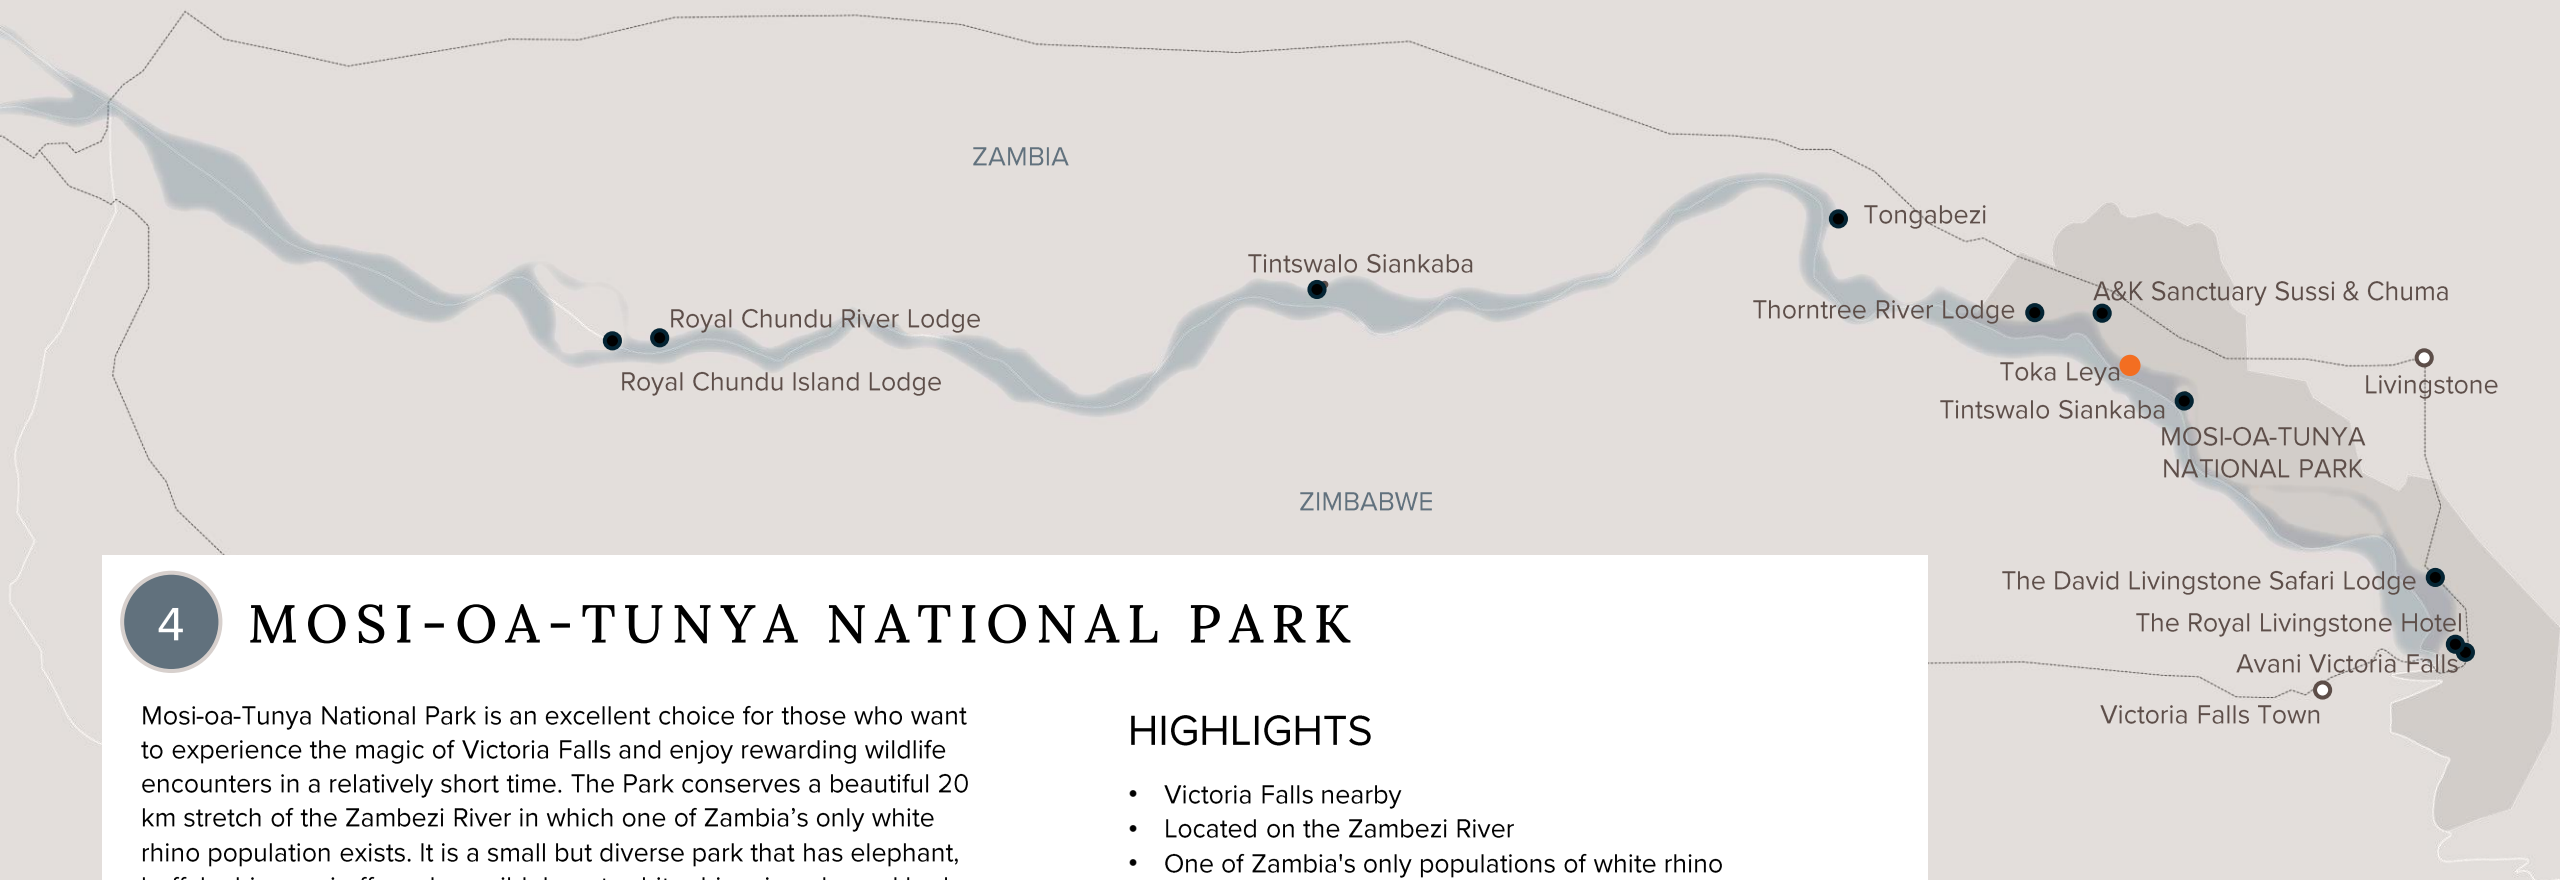 ZAMBIA
Tongabezi
Tintswalo Siankaba
A&K Sanctuary Sussi & Chuma
Thorntree River Lodge
Royal Chundu River Lodge
Toka Leya
Royal Chundu Island Lodge
Livingstone
Tintswalo Siankaba
MOSI-OA-TUNYA
NATIONAL PARK
ZIMBABWE
The David Livingstone Safari Lodge
The Royal Livingstone Hotel
Avani Victoria Falls
Victoria Falls Town
4
MOSI-OA-TUNYA NATIONAL PARK
Mosi-oa-Tunya National Park is an excellent choice for those who want
to experience the magic of Victoria Falls and enjoy rewarding wildlife
encounters in a relatively short time. The Park conserves a beautiful 20
km stretch of the Zambezi River in which one of Zambia’s only white
rhino population exists. It is a small but diverse park that has elephant,
HIGHLIGHTS
• Victoria Falls nearby
• Located on the Zambezi River
• One of Zambia's only populations of white rhino